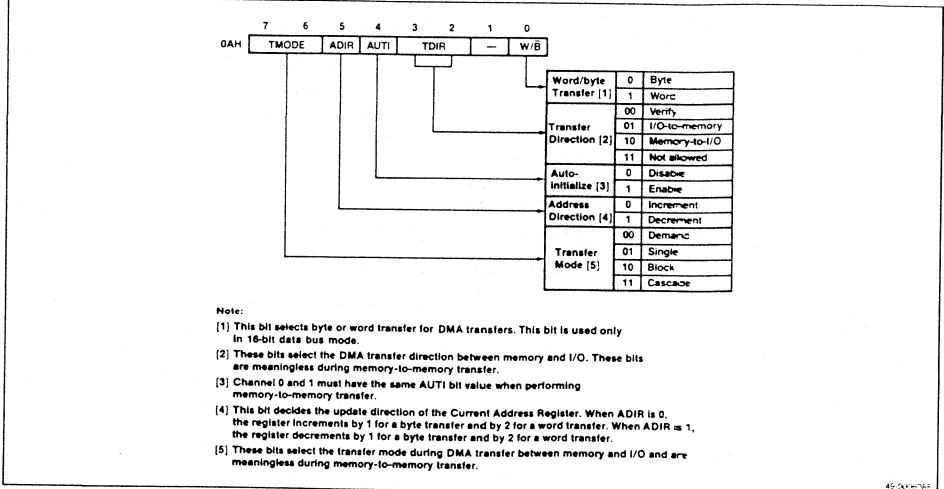 7 6 5 4 3 2 1 0
0AH TMODE ADIR AUTI TDIR — W/B̅
Word/byte Transfer [1] 0 Byte
1 Word
Transfer Direction [2] 00 Verify
01 I/O-to-memory
10 Memory-to-I/O
11 Not allowed
Auto-initialize [3] 0 Disable
1 Enable
Address Direction [4] 0 Increment
1 Decrement
Transfer Mode [5] 00 Demand
01 Single
10 Block
11 Cascade
Note:
[1] This bit selects byte or word transfer for DMA transfers. This bit is used only
in 16-bit data bus mode.
[2] These bits select the DMA transfer direction between memory and I/O. These bits
are meaningless during memory-to-memory transfer.
[3] Channel 0 and 1 must have the same AUTI bit value when performing
memory-to-memory transfer.
[4] This bit decides the update direction of the Current Address Register. When ADIR is 0,
the register increments by 1 for a byte transfer and by 2 for a word transfer. When ADIR is 1,
the register decrements by 1 for a byte transfer and by 2 for a word transfer.
[5] These bits select the transfer mode during DMA transfer between memory and I/O and are
meaningless during memory-to-memory transfer.